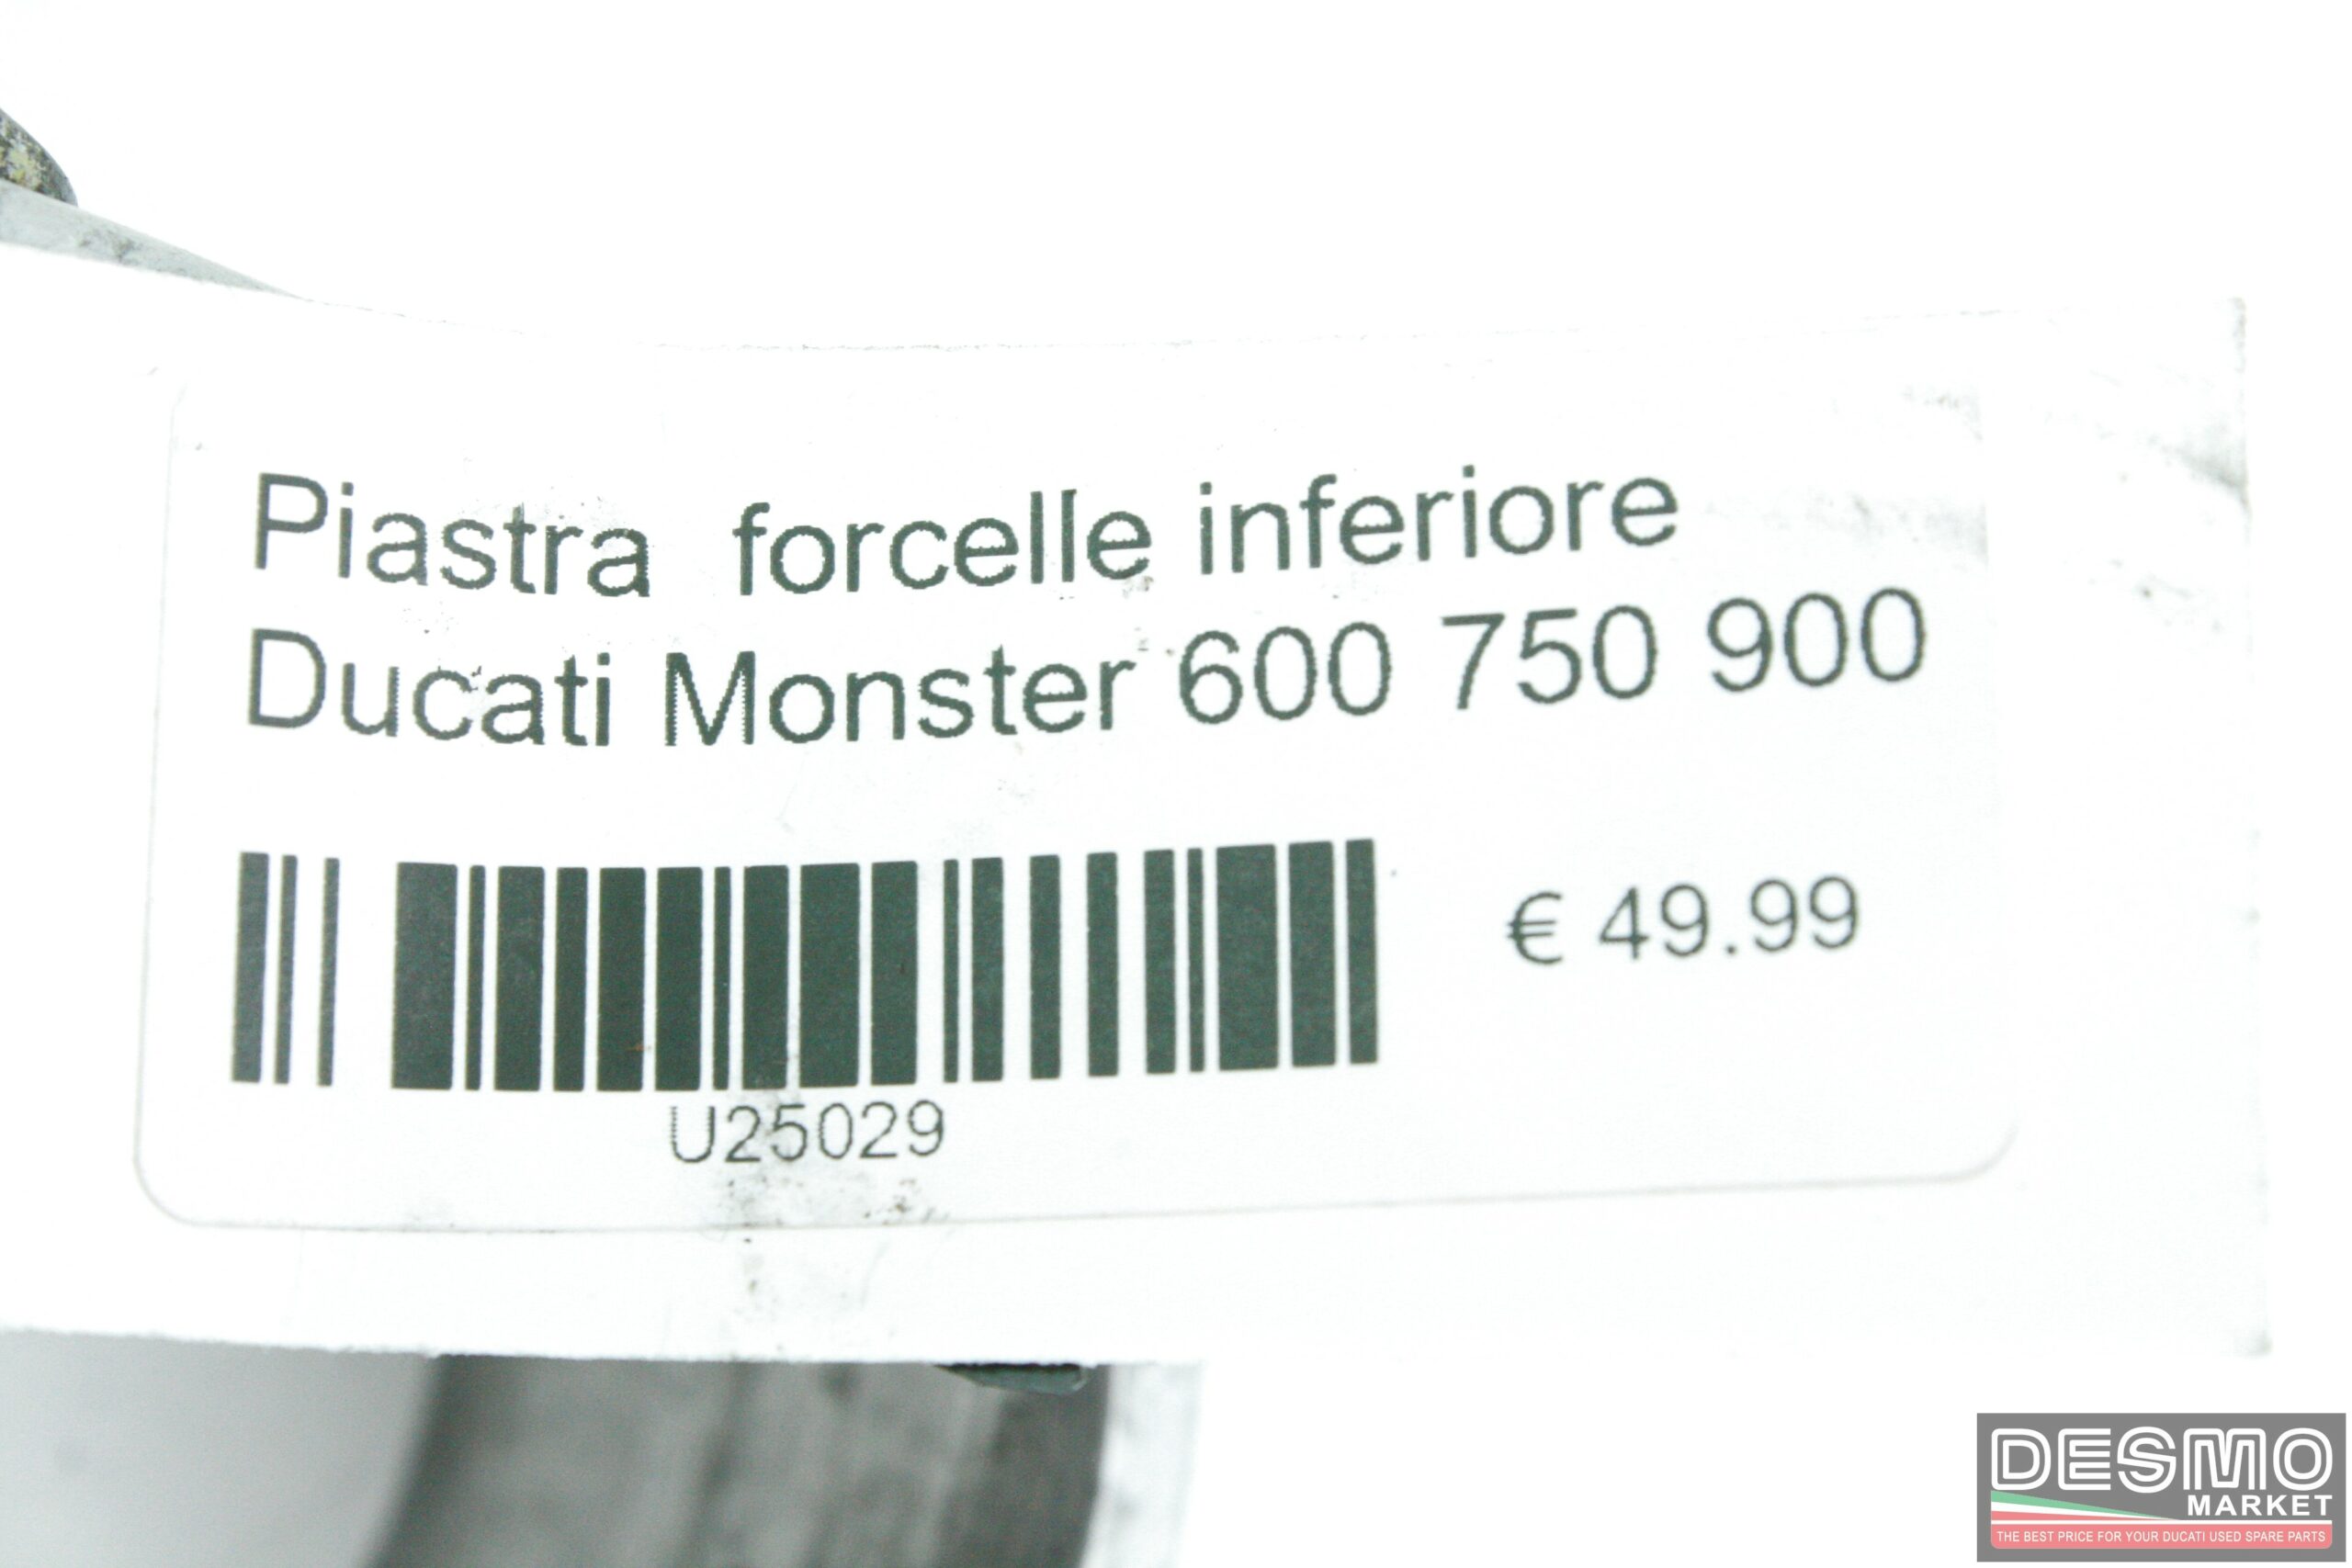 Piastra  forcelle inferiore
Ducati Monster 600 750 900
€ 49.99
U25029
DESMO
MARKET
THE BEST PRICE FOR YOUR DUCATI USED SPARE PARTS